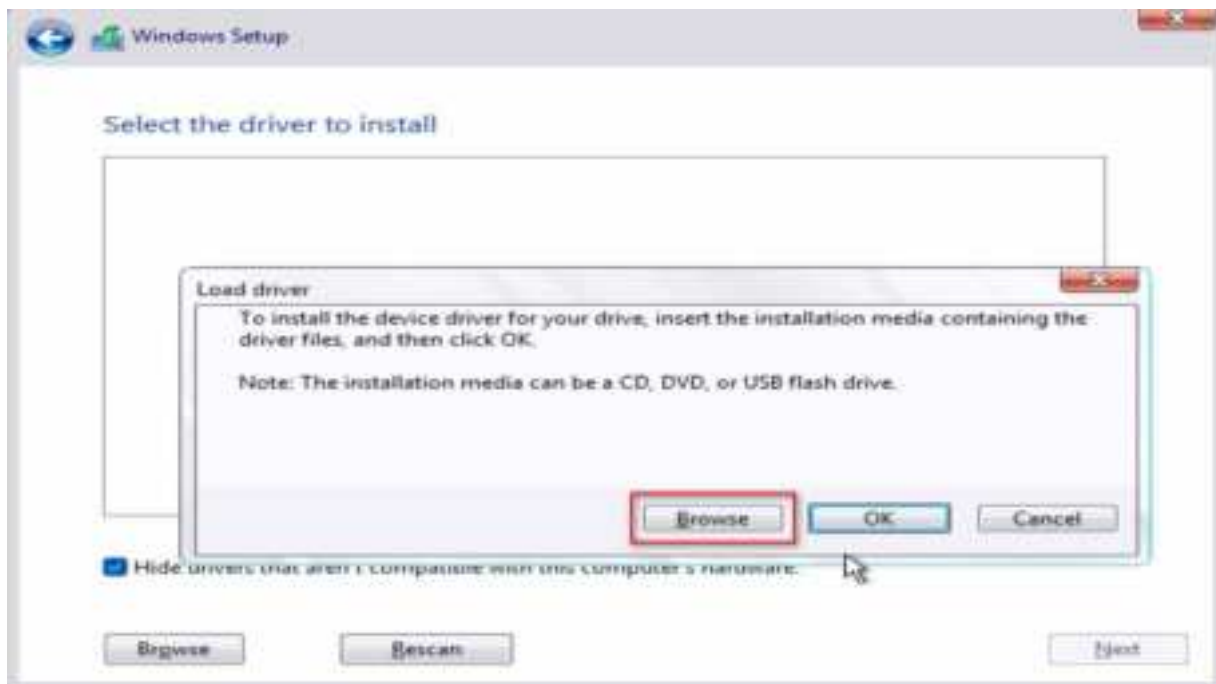 Windows Setup
Select the driver to install
Load driver
To install the device driver for your drive, insert the installation media containing the
driver files, and then click OK.
Note: The installation media can be a CD, DVD, or USB flash drive.
Browse
OK
Cancel
Hide drivers that aren't compatible with this computer's hardware.
Browse
Rescan
Next